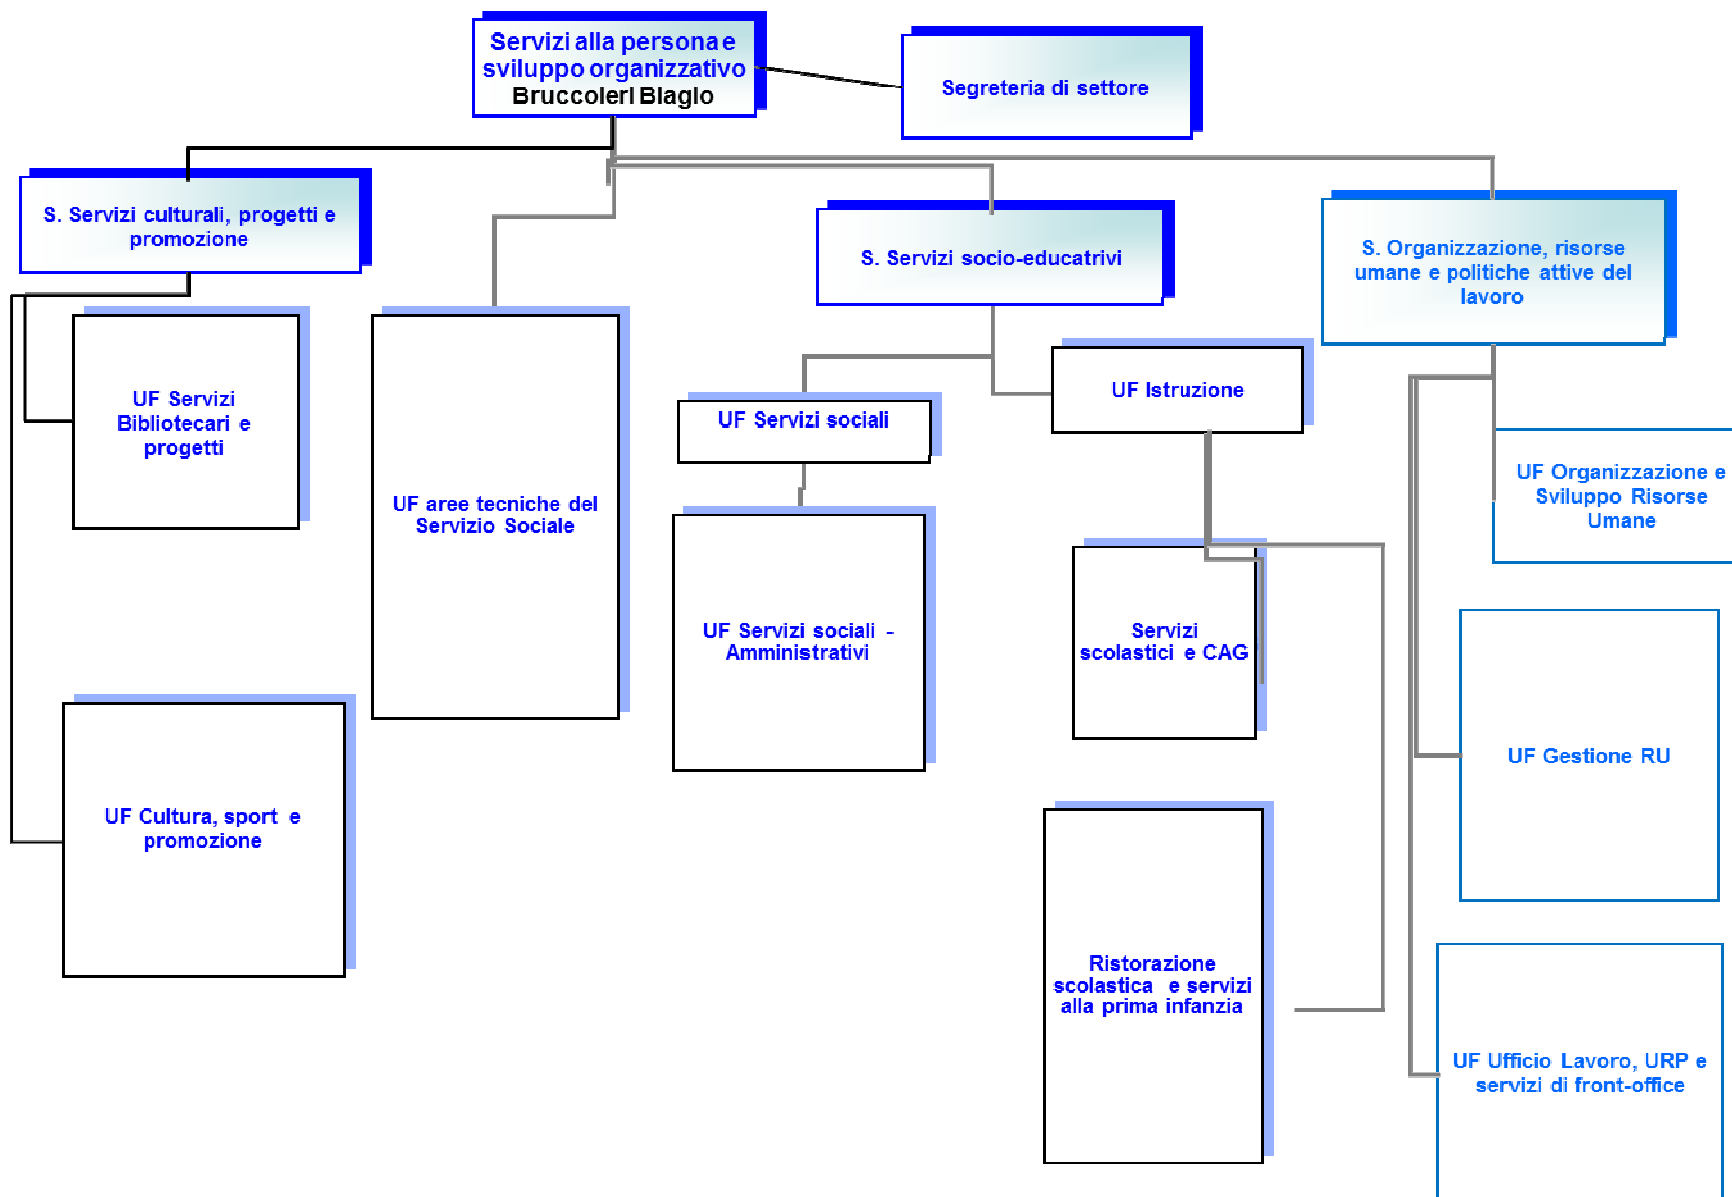 Servizi alla persona e
sviluppo organizzativo
Bruccoleri Biagio
Segreteria di settore
S. Servizi culturali, progetti e
promozione
S. Servizi socio-educatrivi
S. Organizzazione, risorse
umane e politiche attive del
lavoro
UF Servizi
Bibliotecari e
progetti
UF aree tecniche del
Servizio Sociale
UF Servizi sociali
UF Istruzione
UF Organizzazione e
Sviluppo Risorse
Umane
UF Servizi sociali -
Amministrativi
Servizi
scolastici e CAG
UF Gestione RU
UF Cultura, sport e
promozione
Ristorazione
scolastica e servizi
alla prima infanzia
UF Ufficio Lavoro, URP e
servizi di front-office